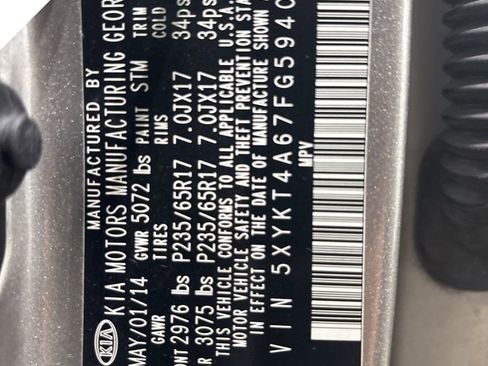 KIA
MANUFACTURED BY
KIA MOTORS MANUFACTURING GEOR
MAY/01/14 GVWR 5072 lbs PAINT STM TRIM
GAWR TIRES RIMS COLD
NT 2976 lbs P235/65R17 7.0JX17 34ps
R 3075 lbs P235/65R17 7.0JX17 34ps
THIS VEHICLE CONFORMS TO ALL APPLICABLE U.S.A.
MOTOR VEHICLE SAFETY AND THEFT PREVENTION STA
IN EFFECT ON THE DATE OF MANUFACTURE SHOWN
VIN 5XYKT4A67FG594
MPV